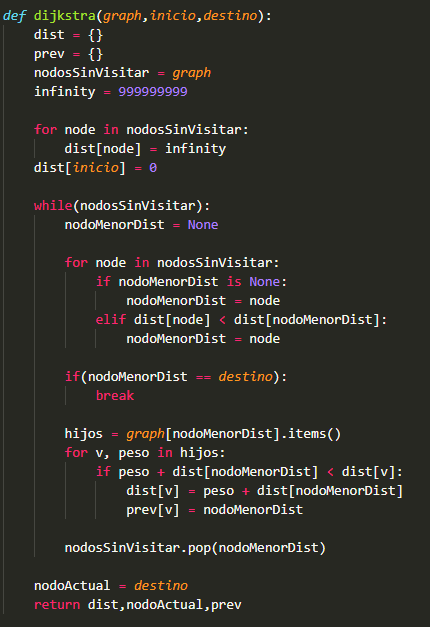 def dijkstra(graph,inicio,destino):
    dist = {}
    prev = {}
    nodosSinVisitar = graph
    infinity = 999999999

    for node in nodosSinVisitar:
        dist[node] = infinity
    dist[inicio] = 0

    while(nodosSinVisitar):
        nodoMenorDist = None

        for node in nodosSinVisitar:
            if nodoMenorDist is None:
                nodoMenorDist = node
            elif dist[node] < dist[nodoMenorDist]:
                nodoMenorDist = node

        if(nodoMenorDist == destino):
            break

        hijos = graph[nodoMenorDist].items()
        for v, peso in hijos:
            if peso + dist[nodoMenorDist] < dist[v]:
                dist[v] = peso + dist[nodoMenorDist]
                prev[v] = nodoMenorDist

        nodosSinVisitar.pop(nodoMenorDist)

    nodoActual = destino
    return dist,nodoActual,prev